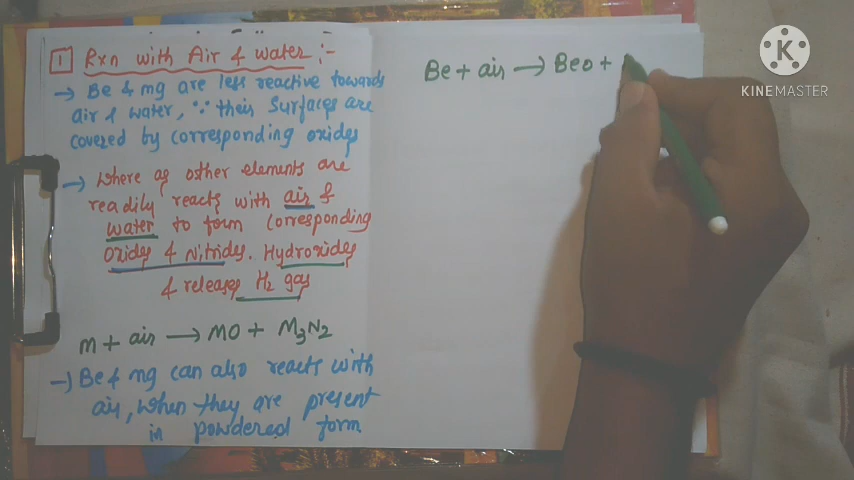 1 Rxn with Air & water :-
→ Be & mg are less reactive towards
air & water, ∵ their surfaces are
covered by corresponding oxides
→ Where as other elements are
readily reacts with air &
water to form corresponding
oxides & Nitrides. Hydroxides
& releases H2 gas
M + air → MO + M3N2
→ Be & mg can also reacts with
air, when they are present
in powdered form
Be + air → BeO +
K
KINEMASTER